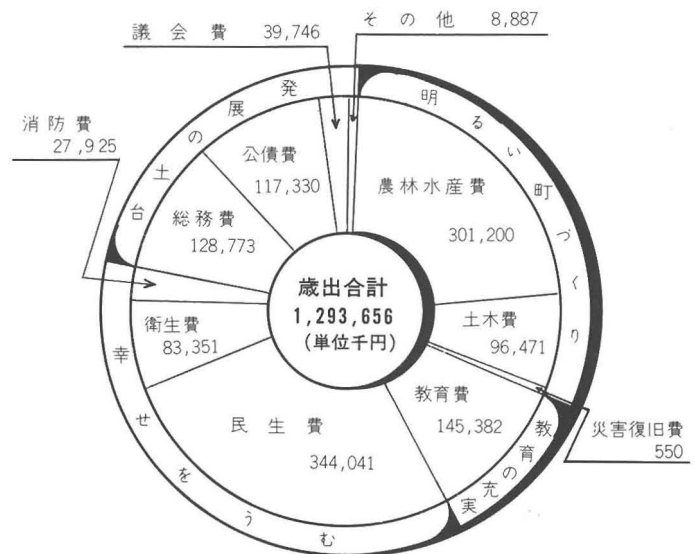 議会費 39,746
その他 8,887
消防費
27,925
発展の土台
明るい町づくり
公債費
117,330
農林水産費
301,200
総務費
128,773
歳出合計
1,293,656
(単位千円)
衛生費
83,351
土木費
96,471
教育費
145,382
災害復旧費
550
民生費
344,041
幸せをうむ
教育の充実